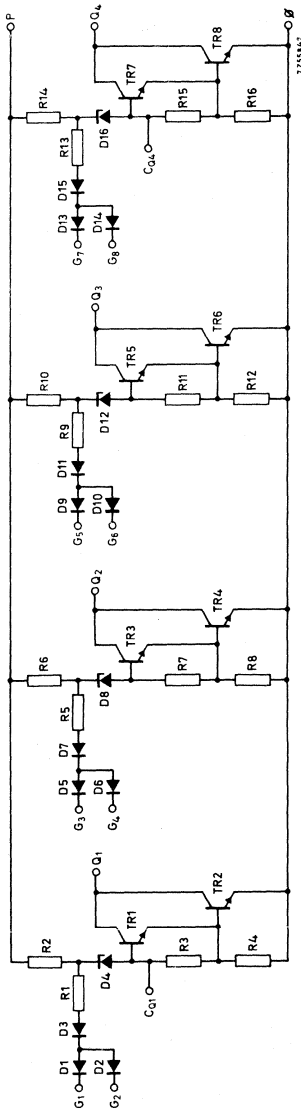 P
R2
R1
D3
D1
G1
D2
G2
D4
CQ1
R3
R4
TR1
TR2
Q1
R6
R5
D7
D5
G3
D6
G4
D8
R7
R8
TR3
TR4
Q2
R10
R9
D11
D9
G5
D10
G6
D12
R11
R12
TR5
TR6
Q3
R14
R13
D15
D13
G7
D14
G8
D16
CQ4
R15
R16
TR7
TR8
Q4
Ø